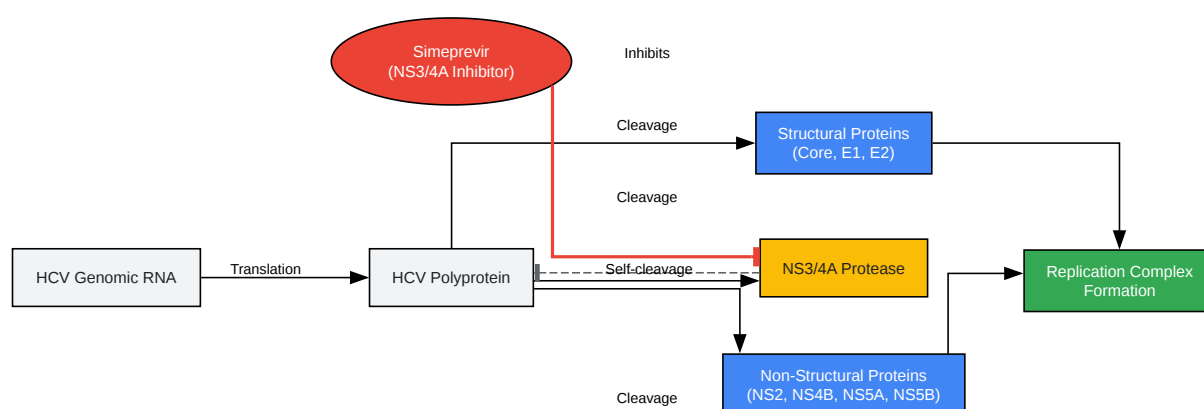 Simeprevir
(NS3/4A Inhibitor)
Inhibits
Cleavage
Structural Proteins
(Core, E1, E2)
Cleavage
HCV Genomic RNA
Translation
HCV Polyprotein
Self-cleavage
NS3/4A Protease
Replication Complex
Formation
Non-Structural Proteins
(NS2, NS4B, NS5A, NS5B)
Cleavage